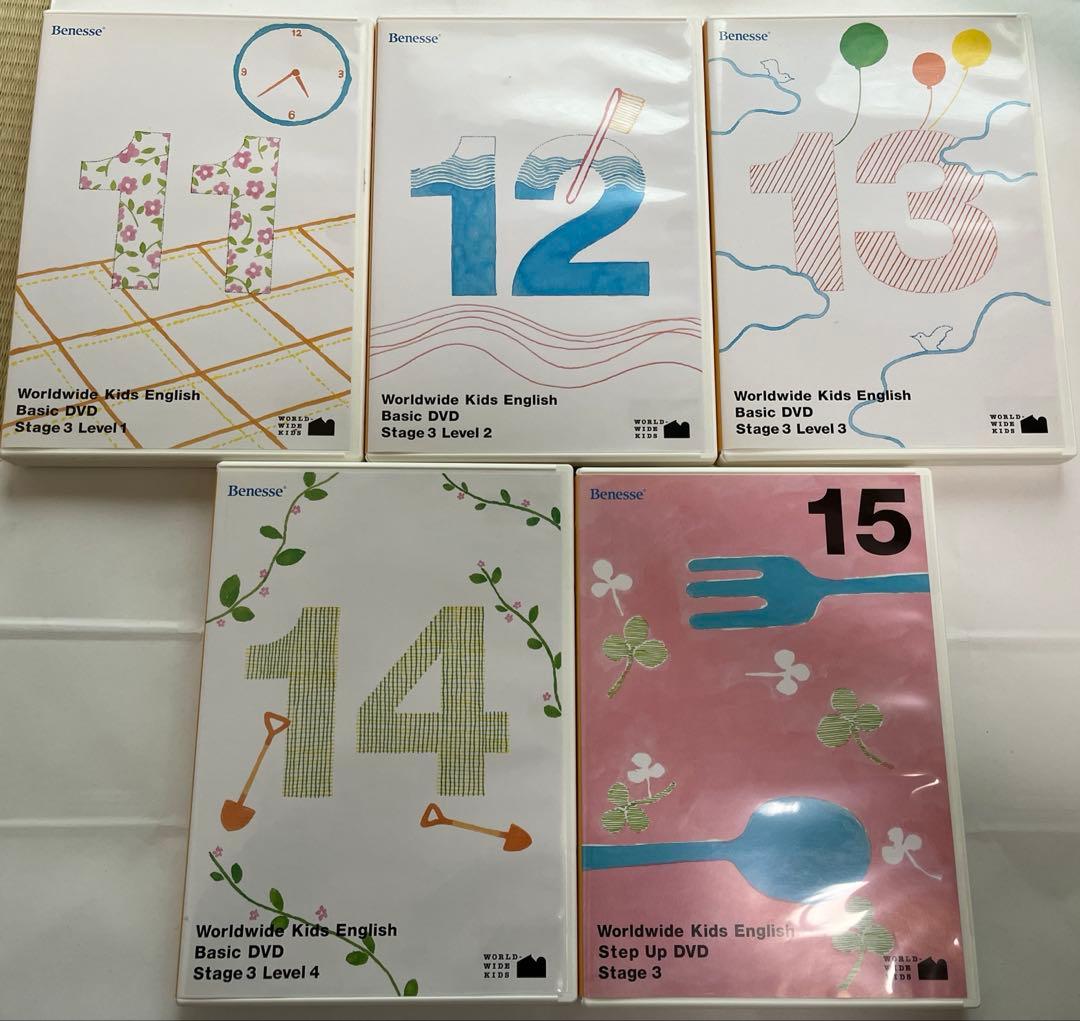 Benesse®
12
9
3
6
11
Worldwide Kids English
Basic DVD
Stage 3 Level 1
WORLD-
WIDE
KIDS
Benesse®
12
Worldwide Kids English
Basic DVD
Stage 3 Level 2
WORLD-
WIDE
KIDS
Benesse®
13
Worldwide Kids English
Basic DVD
Stage 3 Level 3
WORLD-
WIDE
KIDS
Benesse®
14
Worldwide Kids English
Basic DVD
Stage 3 Level 4
WORLD-
WIDE
KIDS
Benesse®
15
Worldwide Kids English
Step Up DVD
Stage 3
WORLD-
WIDE
KIDS